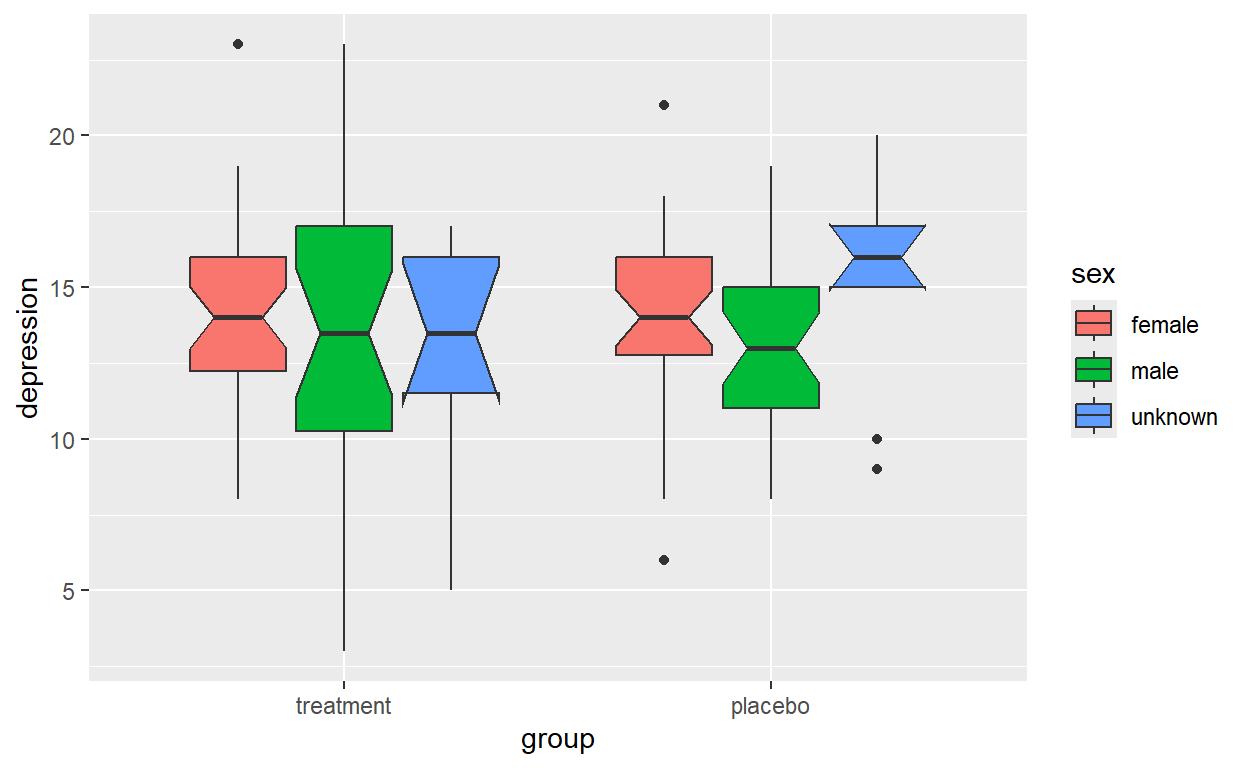 depression
20
15
10
5
treatment placebo
group
sex
female
male
unknown